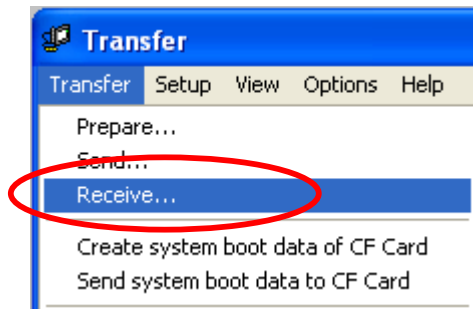 Transfer
Transfer Setup View Options Help
Prepare...
Send...
Receive...
Create system boot data of CF Card
Send system boot data to CF Card